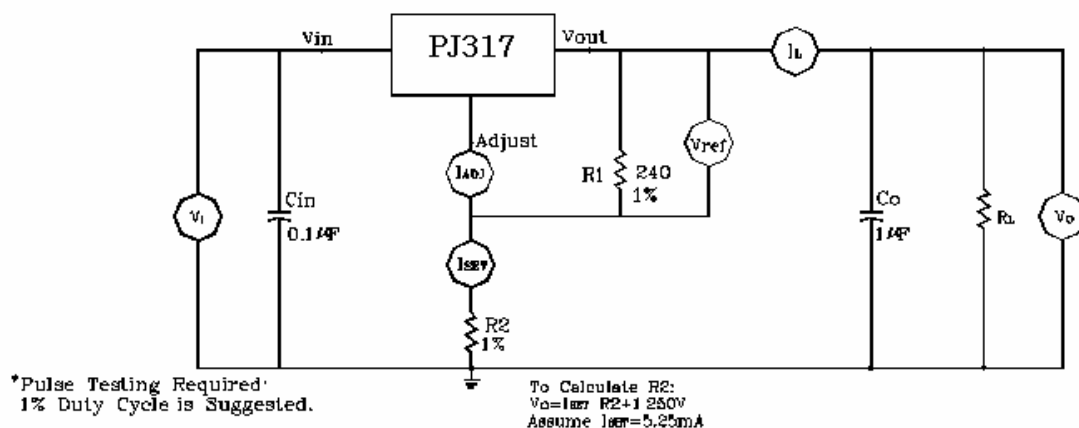 PJ317
Vin
Vout
IL
Adjust
IADJ
Vref
R1 240
1%
VI
Cin
0.1µF
Co
1µF
RL
Vo
ISET
R2
1%
*Pulse Testing Required:
1% Duty Cycle is Suggested.
To Calculate R2:
Vo=ISET R2+1.250V
Assume ISET=5.25mA